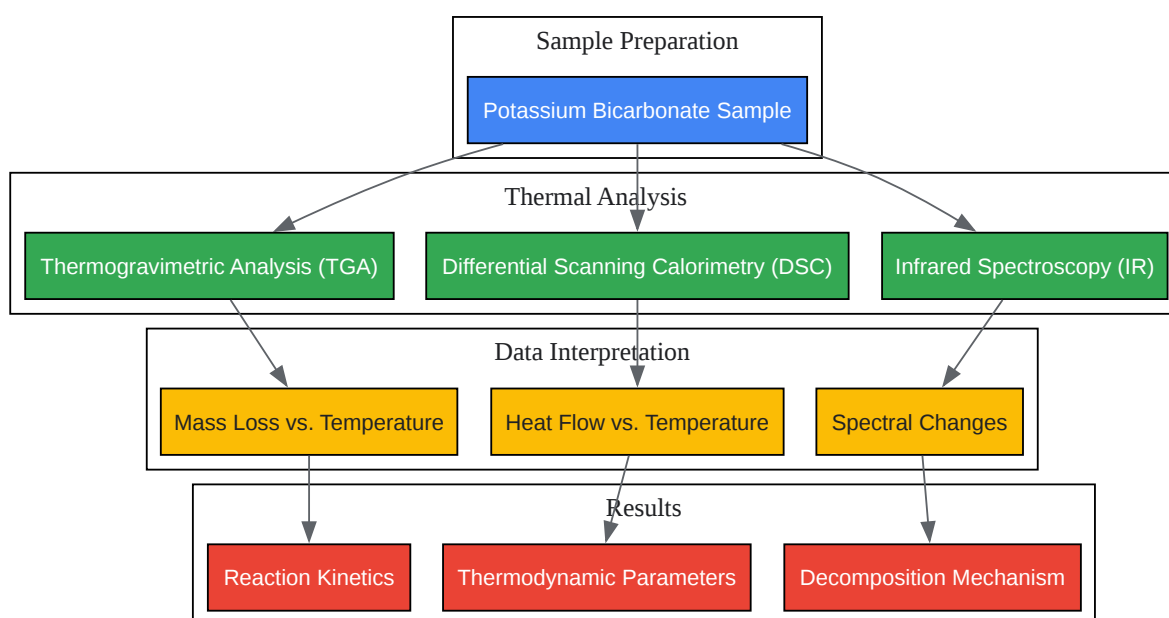 Sample Preparation
Potassium Bicarbonate Sample
Thermal Analysis
Thermogravimetric Analysis (TGA)
Differential Scanning Calorimetry (DSC)
Infrared Spectroscopy (IR)
Data Interpretation
Mass Loss vs. Temperature
Heat Flow vs. Temperature
Spectral Changes
Results
Reaction Kinetics
Thermodynamic Parameters
Decomposition Mechanism